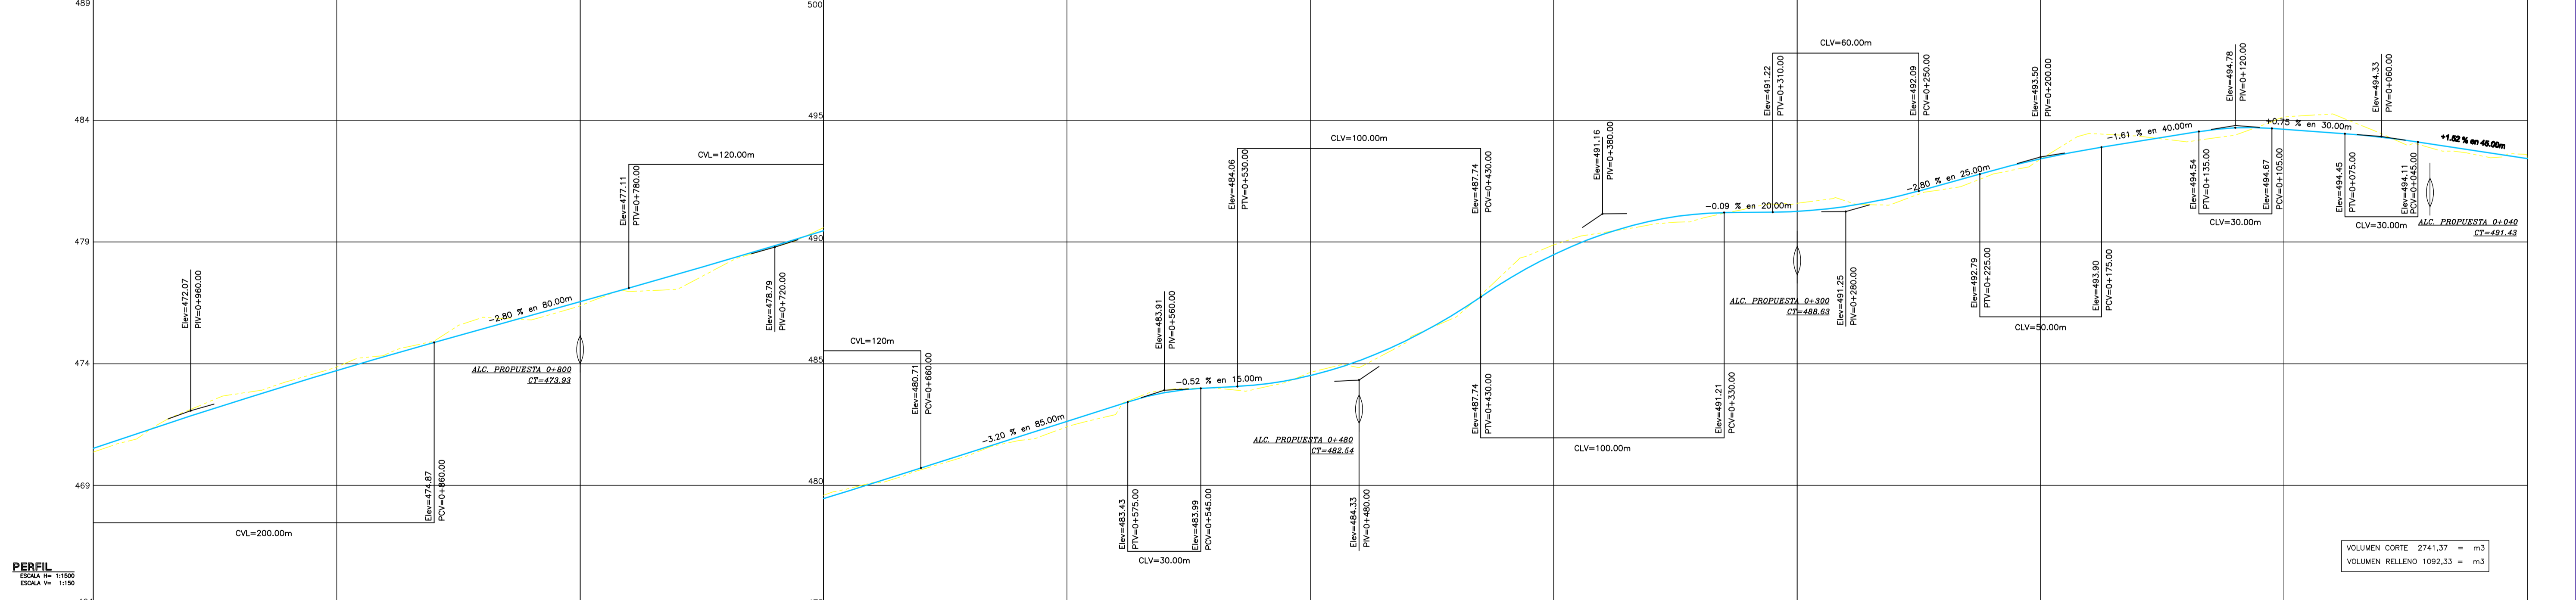 489
484
479
474
469
500
495
490
485
480
Elev=472.07
PIV=0+960.00
CVL=200.00m
Elev=474.87
PCV=0+860.00
-2.80 % en 80.00m
ALC. PROPUESTA 0+800
CT=473.93
Elev=477.11
PTV=0+780.00
CVL=120.00m
Elev=478.79
PIV=0+720.00
CVL=120m
Elev=480.71
PCV=0+660.00
-3.20 % en 85.00m
Elev=483.43
PTV=0+575.00
CLV=30.00m
Elev=483.91
PIV=0+560.00
Elev=483.99
PCV=0+545.00
-0.52 % en 15.00m
Elev=484.06
PTV=0+530.00
CLV=100.00m
ALC. PROPUESTA 0+480
CT=482.54
Elev=484.33
PIV=0+480.00
Elev=487.74
PCV=0+430.00
Elev=487.74
PTV=0+430.00
CLV=100.00m
Elev=491.16
PIV=0+380.00
Elev=491.21
PCV=0+330.00
-0.09 % en 20.00m
Elev=491.22
PTV=0+310.00
CLV=60.00m
ALC. PROPUESTA 0+300
CT=488.63
Elev=491.25
PIV=0+280.00
Elev=492.09
PCV=0+250.00
-2.80 % en 25.00m
Elev=492.79
PTV=0+225.00
CLV=50.00m
Elev=493.50
PIV=0+200.00
Elev=493.90
PCV=0+175.00
-1.61 % en 40.00m
Elev=494.54
PTV=0+135.00
CLV=30.00m
Elev=494.78
PIV=0+120.00
Elev=494.67
PCV=0+105.00
+0.75 % en 30.00m
Elev=494.45
PTV=0+075.00
CLV=30.00m
Elev=494.33
PIV=0+060.00
Elev=494.11
PCV=0+045.00
+1.52 % en 45.00m
ALC. PROPUESTA 0+040
CT=491.43
PERFIL
ESCALA H= 1:1500
ESCALA V= 1:150
VOLUMEN CORTE 2741,37 = m3
VOLUMEN RELLENO 1092,33 = m3